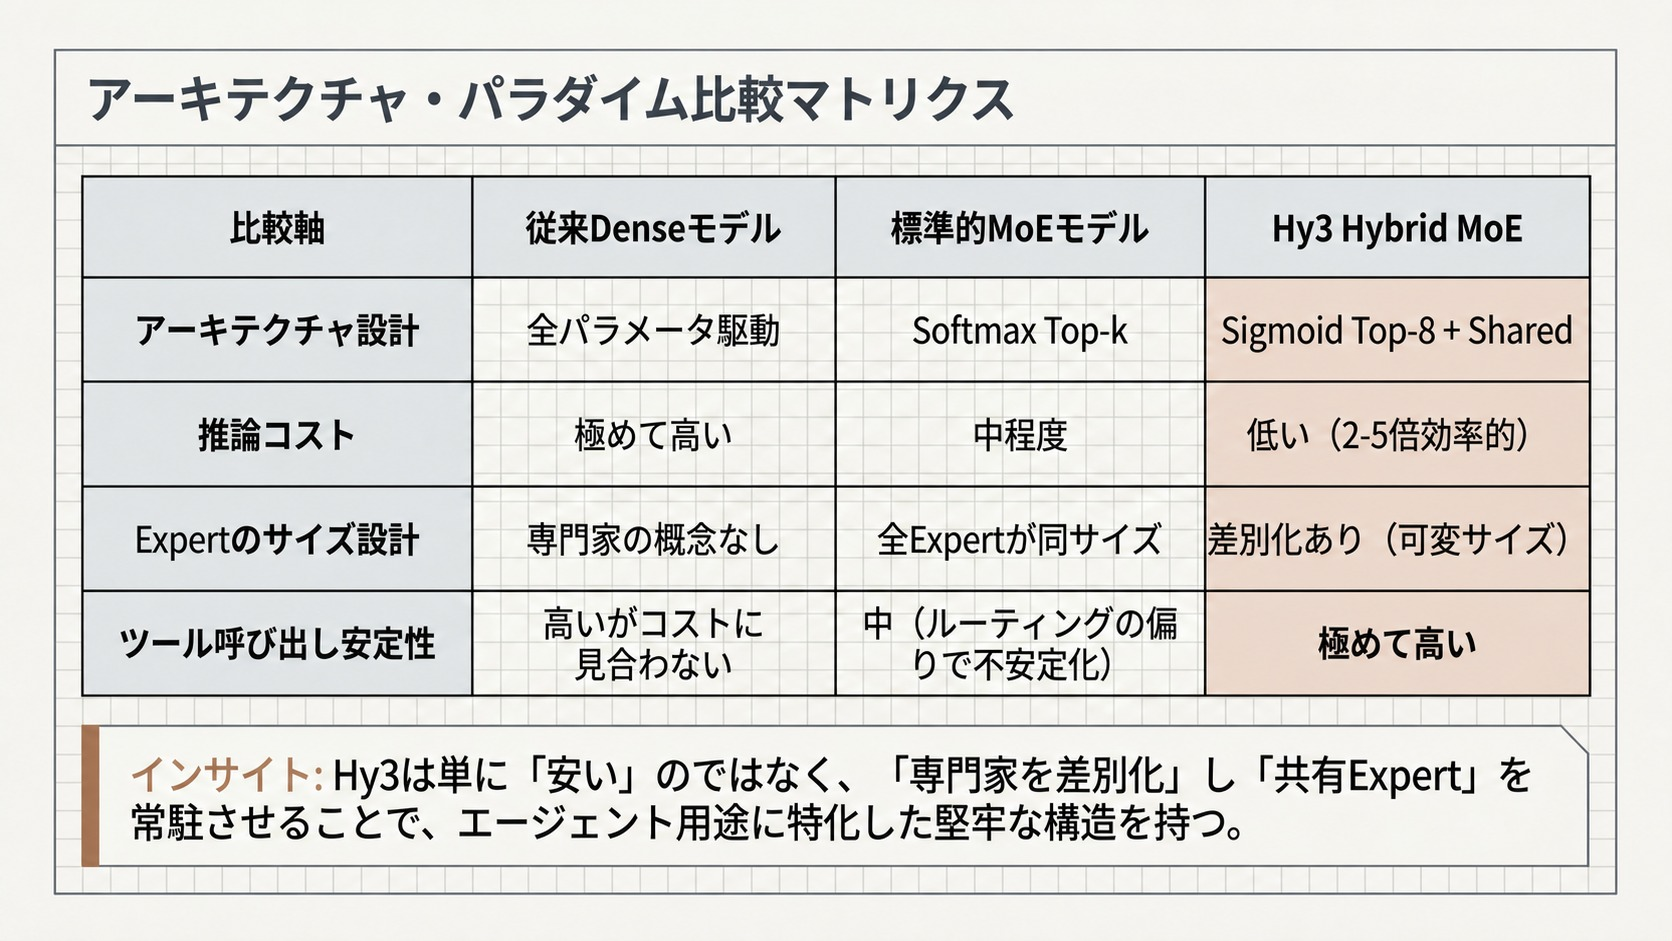 アーキテクチャ・パラダイム比較マトリクス
比較軸
従来Denseモデル
標準的MoEモデル
Hy3 Hybrid MoE
アーキテクチャ設計
全パラメータ駆動
Softmax Top-k
Sigmoid Top-8 + Shared
推論コスト
極めて高い
中程度
低い（2-5倍効率的）
Expertのサイズ設計
専門家の概念なし
全Expertが同サイズ
差別化あり（可変サイズ）
ツール呼び出し安定性
高いがコストに
見合わない
中（ルーティングの偏
りで不安定化）
極めて高い
インサイト: Hy3は単に「安い」のではなく、「専門家を差別化」し「共有Expert」を
常駐させることで、エージェント用途に特化した堅牢な構造を持つ。